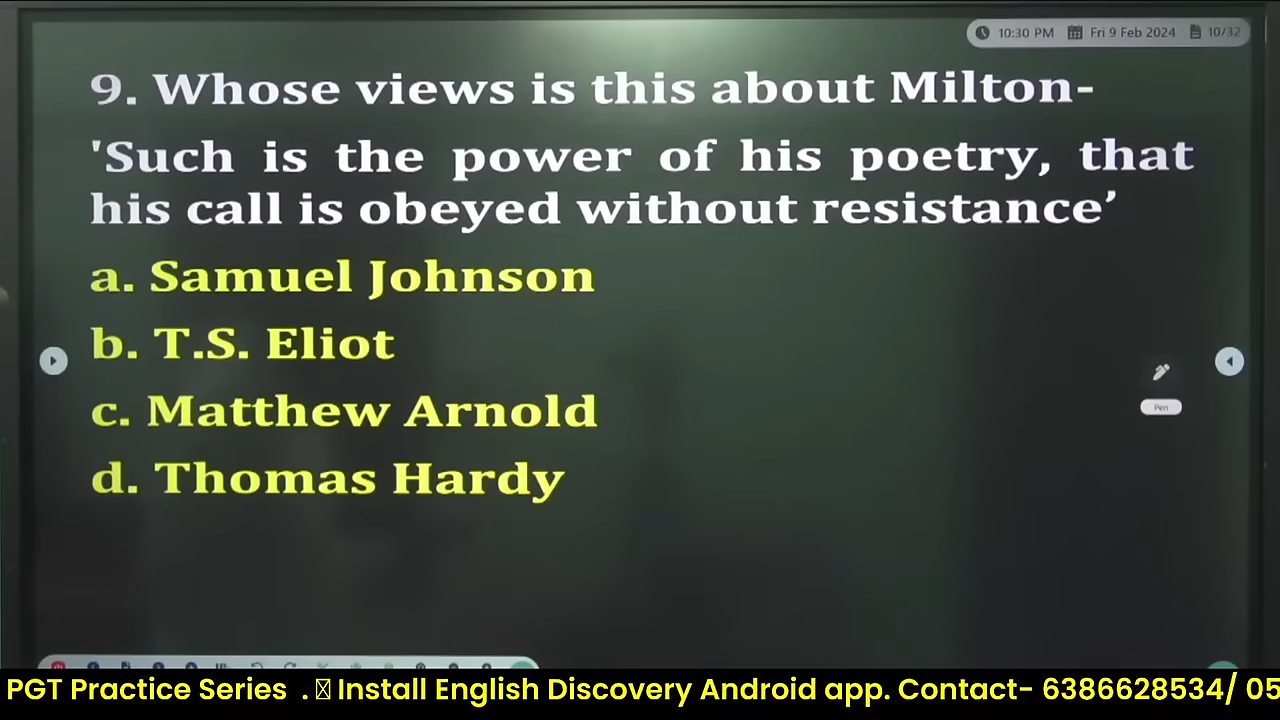 10:30 PM Fri 9 Feb 2024 10/32
9. Whose views is this about Milton-
'Such is the power of his poetry, that
his call is obeyed without resistance’
a. Samuel Johnson
b. T.S. Eliot
c. Matthew Arnold
d. Thomas Hardy
Pen
PGT Practice Series . Install English Discovery Android app. Contact- 6386628534/ 05